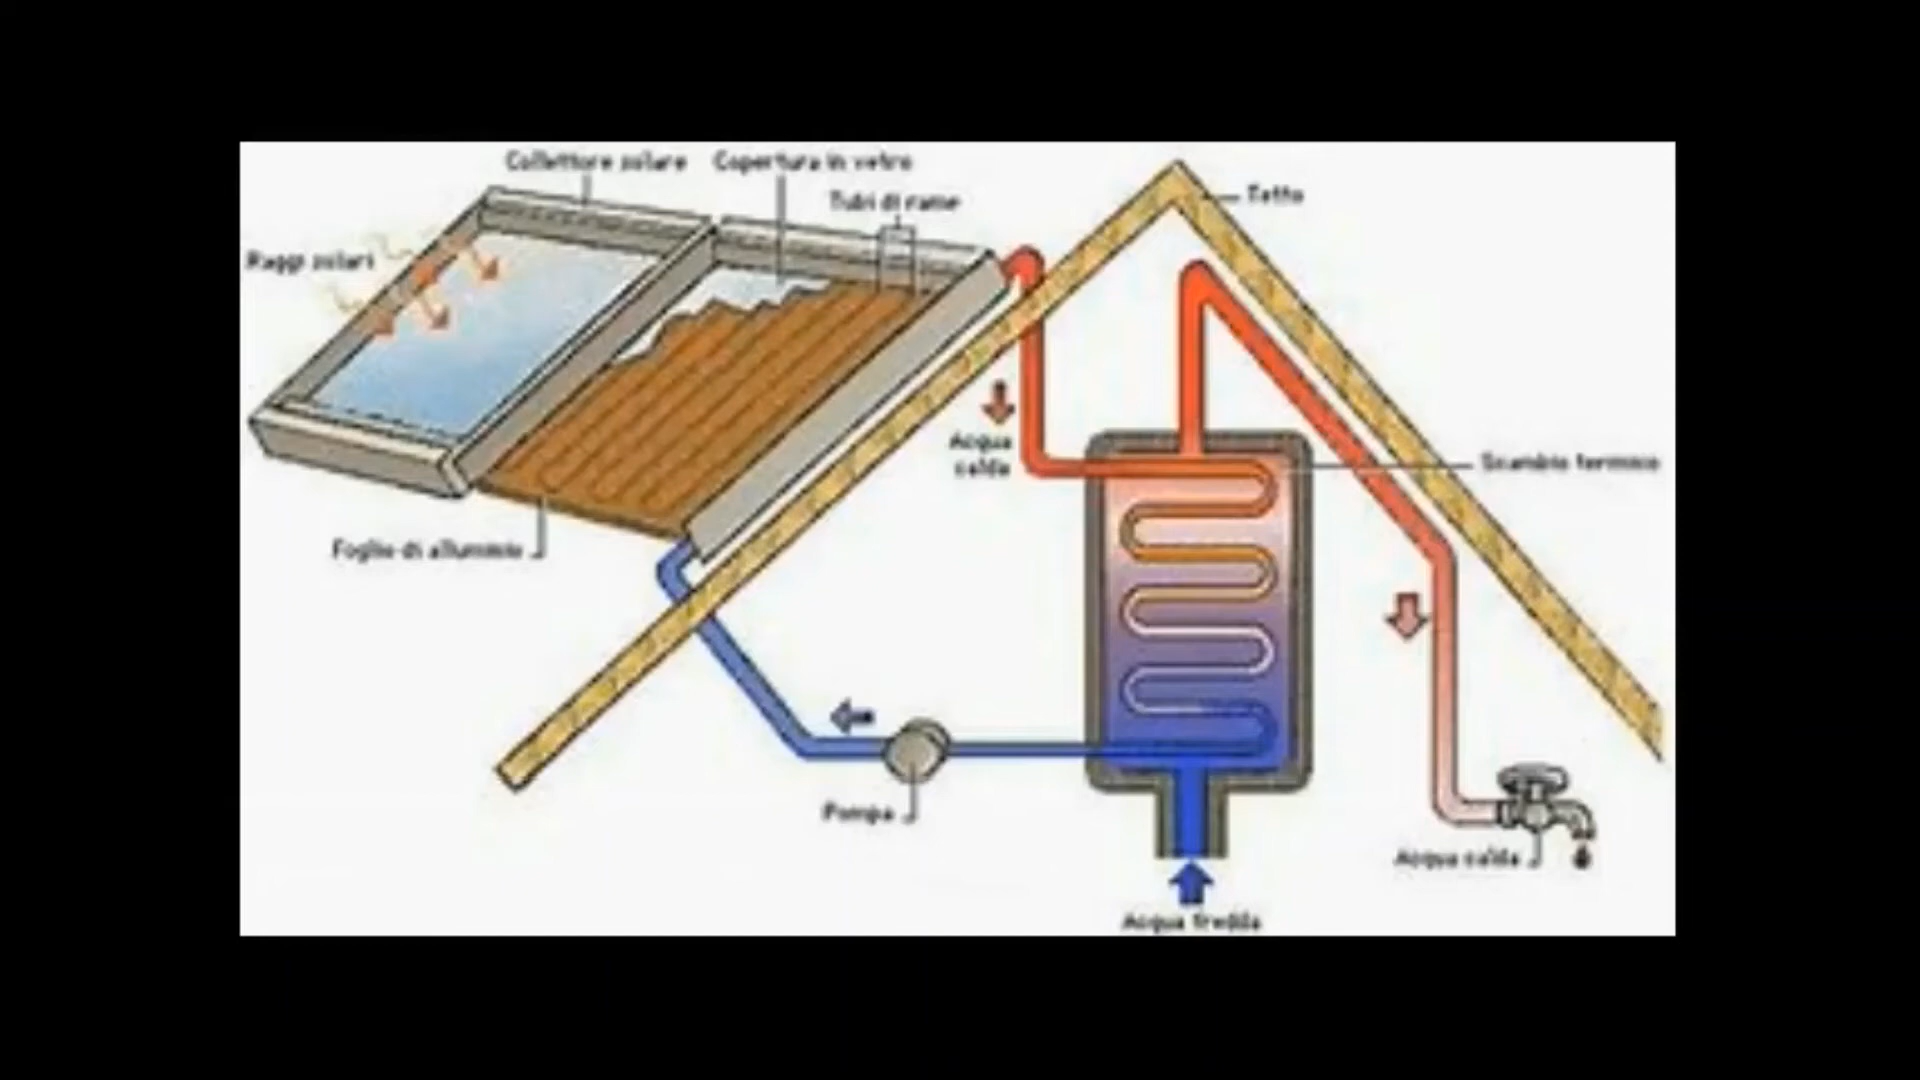 Collettore solare
Copertura in vetro
Tubi di rame
Tetto
Raggi solari
Acqua
calda
Scambio termico
Foglio di alluminio
Pompa
Acqua calda
Acqua fredda